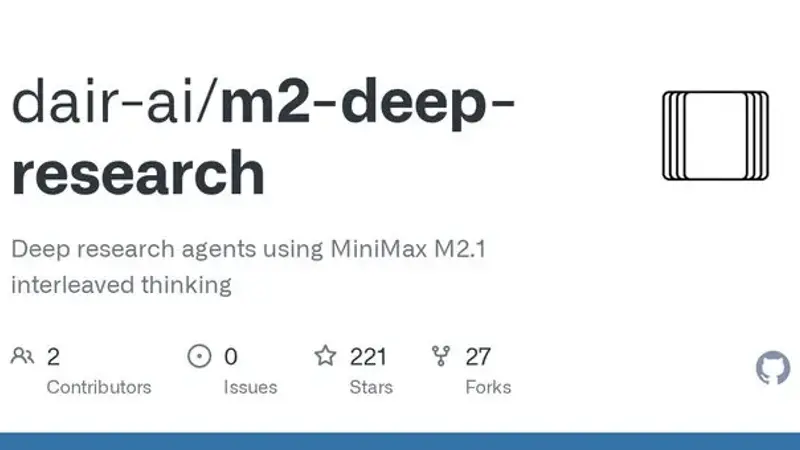 dair-ai/m2-deep-
research
Deep research agents using MiniMax M2.1
interleaved thinking
2
Contributors
0
Issues
221
Stars
27
Forks